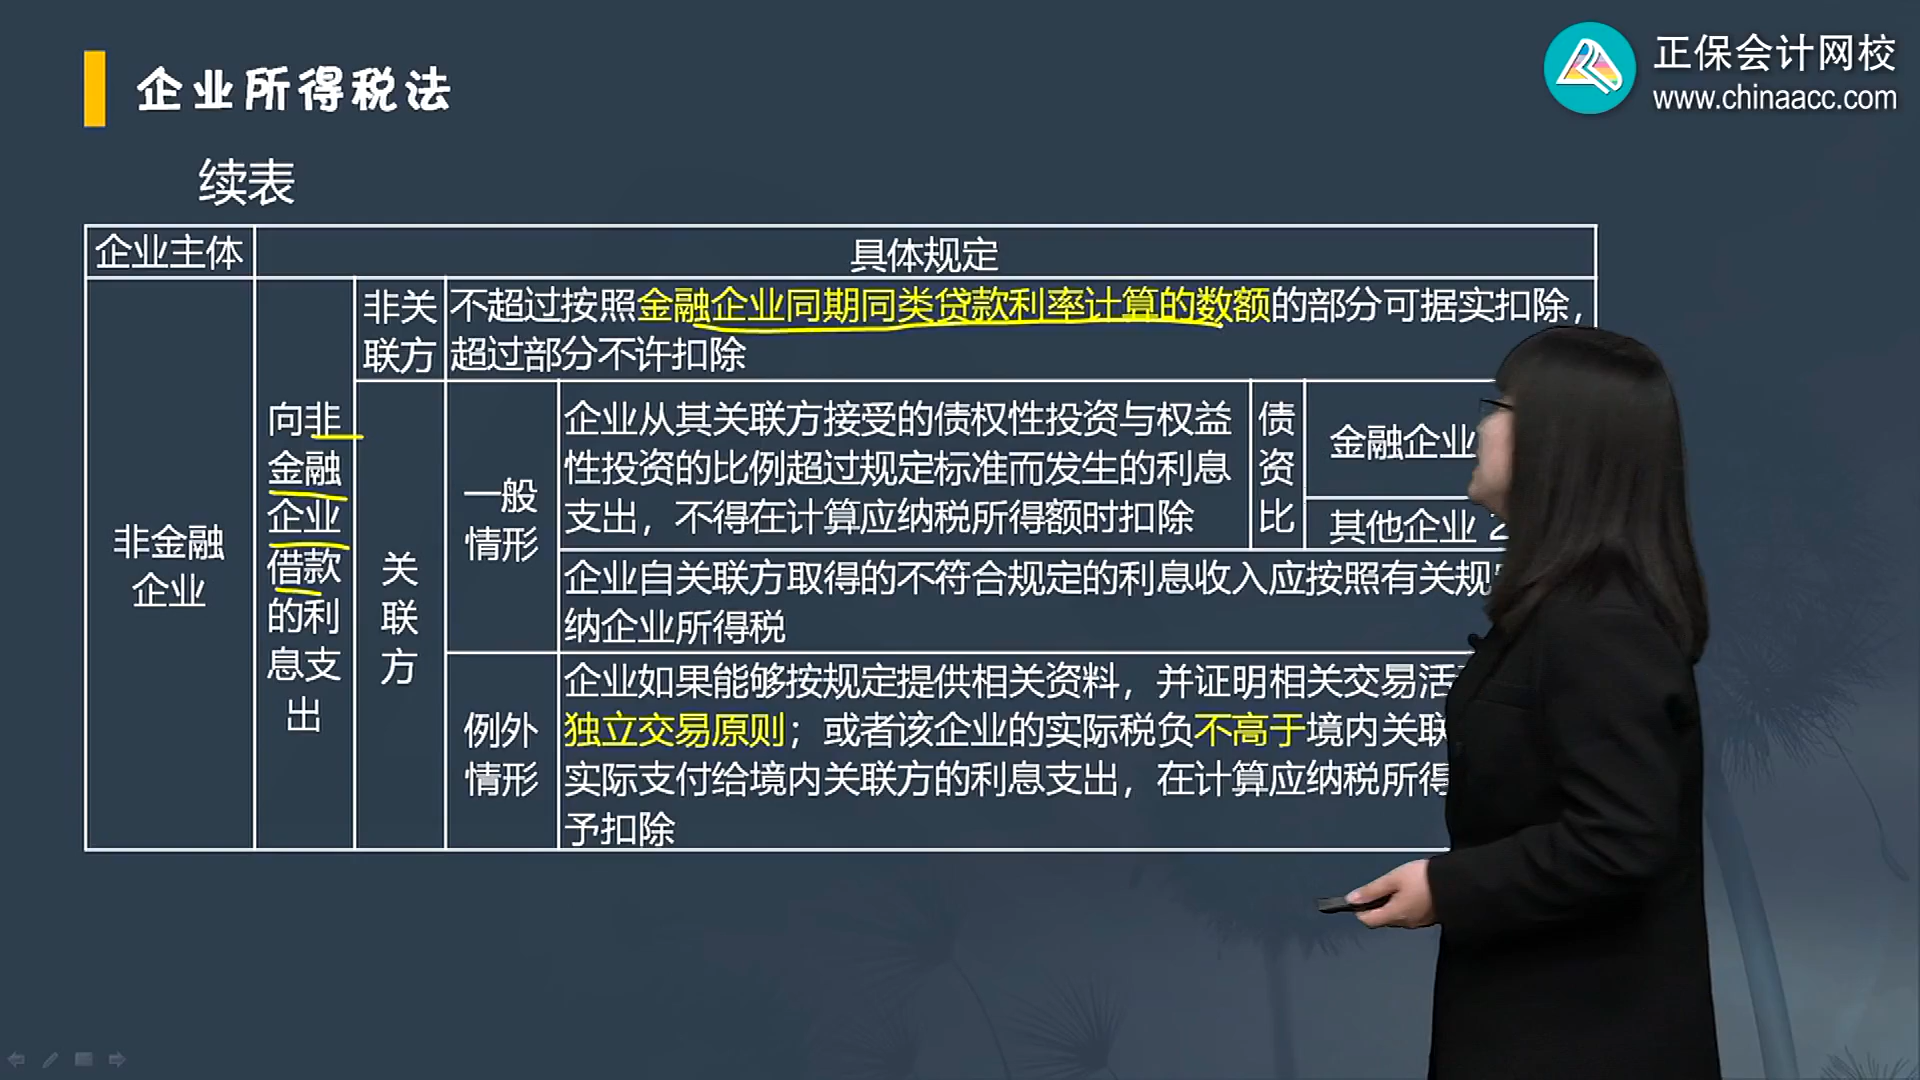 企业所得税法
正保会计网校
www.chinaacc.com
续表
企业主体
具体规定
非金融
企业
向非
金融
企业
借款
的利
息支
出
非关
联方
不超过按照金融企业同期同类贷款利率计算的数额的部分可据实扣除，
超过部分不许扣除
关
联
方
一般
情形
企业从其关联方接受的债权性投资与权益
性投资的比例超过规定标准而发生的利息
支出，不得在计算应纳税所得额时扣除
债
资
比
金融企业
其他企业
企业自关联方取得的不符合规定的利息收入应按照有关规
纳企业所得税
例外
情形
企业如果能够按规定提供相关资料，并证明相关交易活
独立交易原则；或者该企业的实际税负不高于境内关联
实际支付给境内关联方的利息支出，在计算应纳税所得
予扣除